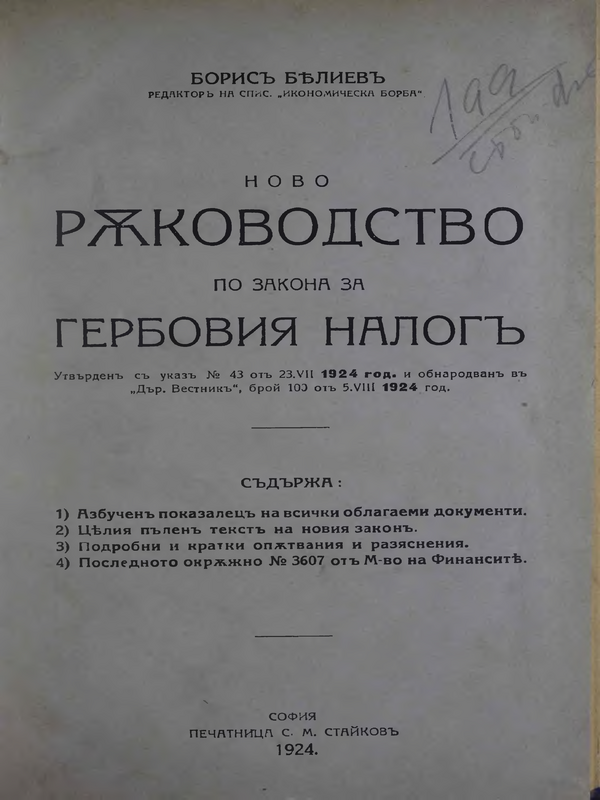 БОРИСЪ БѢЛИЕВЪ
РЕДАКТОРЪ НА СПИС. „ИКОНОМИЧЕСКА БОРБА“
НОВО
РѪКОВОДСТВО
ПО ЗАКОНА ЗА
ГЕРБОВИЯ НАЛОГЪ
Утвърденъ съ указъ № 43 отъ 23.VII 1924 год. и обнародванъ въ
„Дър. Вестникъ“, брой 100 отъ 5.VIII 1924 год.
СЪДЪРЖА :
1) Азбученъ показалецъ на всички облагаеми документи.
2) Цѣлия пъленъ текстъ на новия законъ.
3) Подробни и кратки опѫтвания и разяснения.
4) Последното окрѫжно № 3607 отъ М-во на Финанситѣ.
СОФИЯ
ПЕЧАТНИЦА С. М. СТАЙКОВЪ
1924.